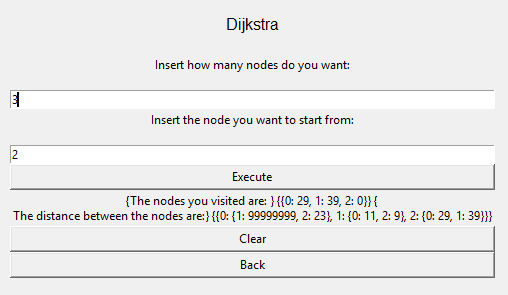 Dijkstra
Insert how many nodes do you want:
3
Insert the node you want to start from:
2
Execute
{The nodes you visited are: } {{0: 29, 1: 39, 2: 0}} {
The distance between the nodes are:} {{0: {1: 99999999, 2: 23}, 1: {0: 11, 2: 9}, 2: {0: 29, 1: 39}}}
Clear
Back